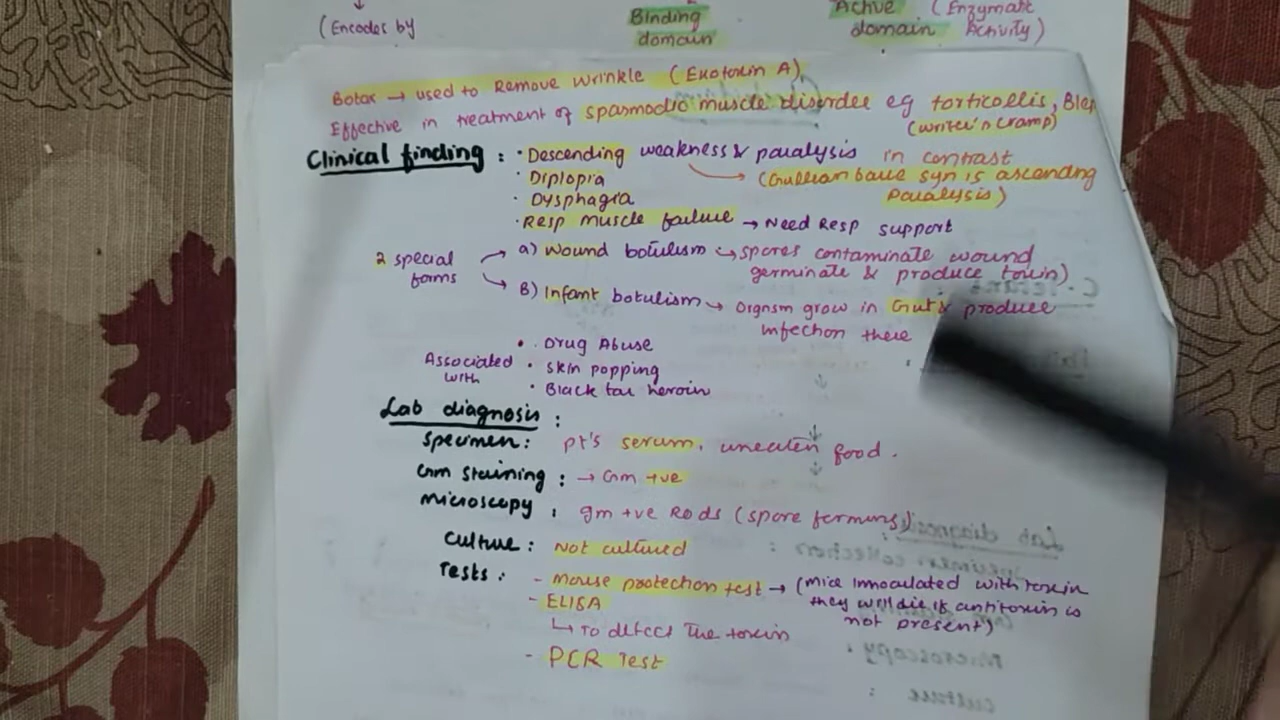 (Encoder by
Binding
domain
Active
domain
(Enzymatic
Activity)
Botox → used to Remove wrinkle (Exotoxin A)
Effective in treatment of spasmodic muscle disorder eg torticollis, Blep
(writer's cramp)
Clinical finding : · Descending weakness & paralysis in contrast
(Gullian baue syn is ascending
paralysis)
· Diplopia
· Dysphagia
· Resp muscle failure → Need Resp support
2 special
forms
a) Wound botulism → spores contaminate wound
germinate & produce toxin)
B) Infant botulism → Orgnsm grow in Gut & produce
infection there
Associated
with
· Drug Abuse
· skin popping
· Black tar heroin
Lab diagnosis :
Specimen : pt's serum, uneaten food.
Gm staining : → Gm +ve
Microscopy : gm +ve Rods (spore forming)
Culture : Not cultured
Tests : - Mouse protection test → (mice innoculated with toxin
they will die if antitoxin is
not present)
- ELISA
↳ To detect the toxin
- PCR Test